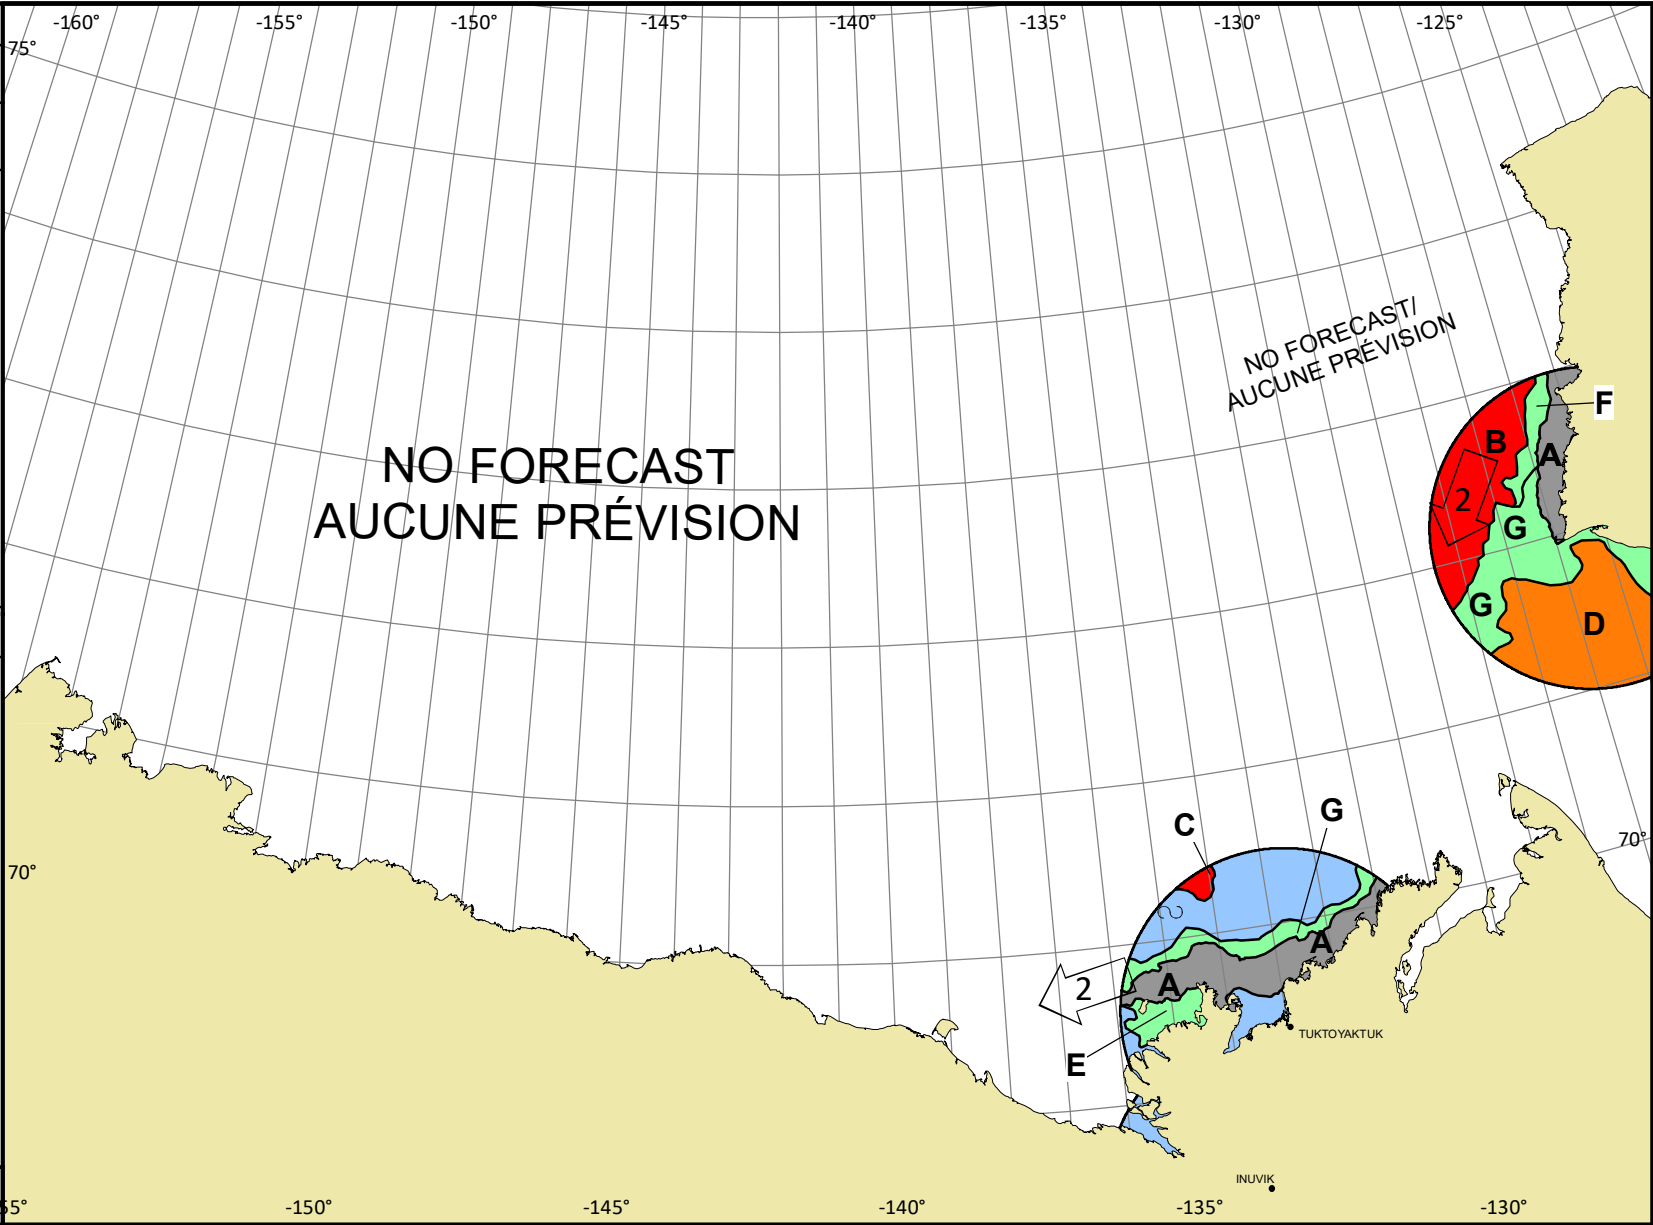 -160° -155° -150° -145° -140° -135° -130° -125°
75°
NO FORECAST/
AUCUNE PRÉVISION
F
B
A
NO FORECAST
AUCUNE PRÉVISION
2
G
G
D
C
G
70°
70°
A
A
2
TUKTOYAKTUK
E
INUVIK
55° -150° -145° -140° -135° -130°